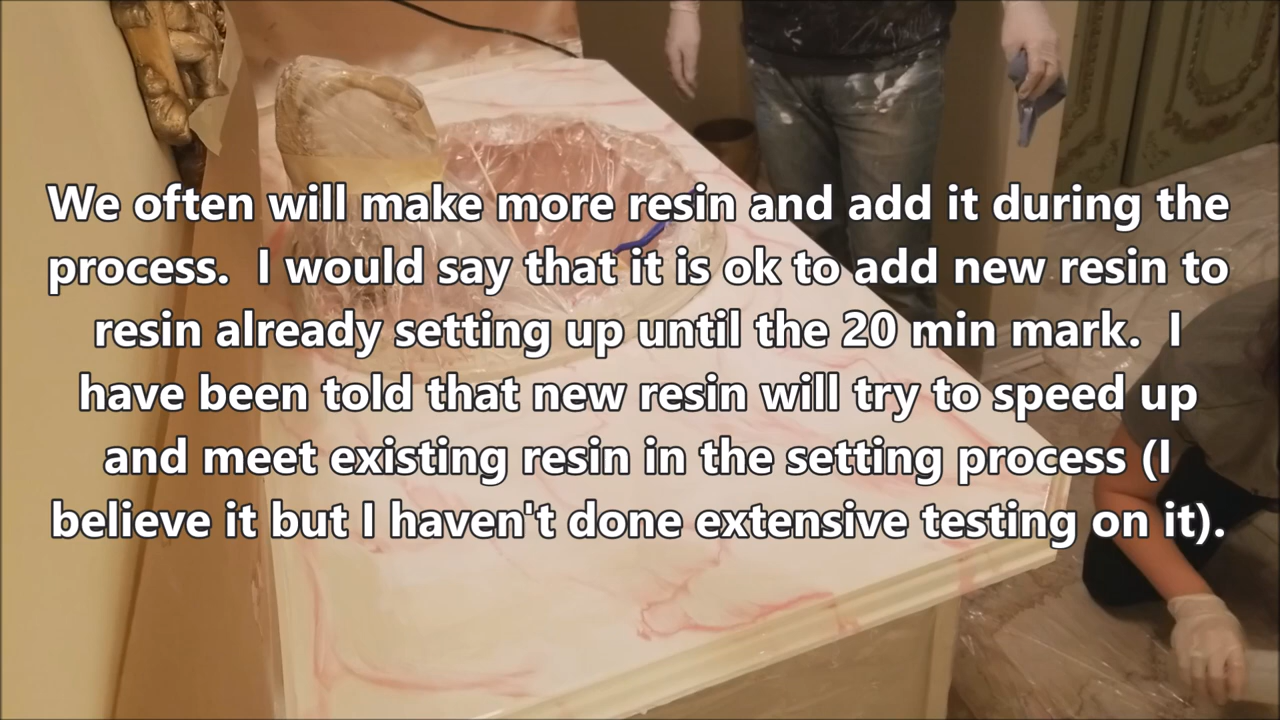 We often will make more resin and add it during the
process.  I would say that it is ok to add new resin to
resin already setting up until the 20 min mark.  I
have been told that new resin will try to speed up
and meet existing resin in the setting process (I
believe it but I haven't done extensive testing on it).